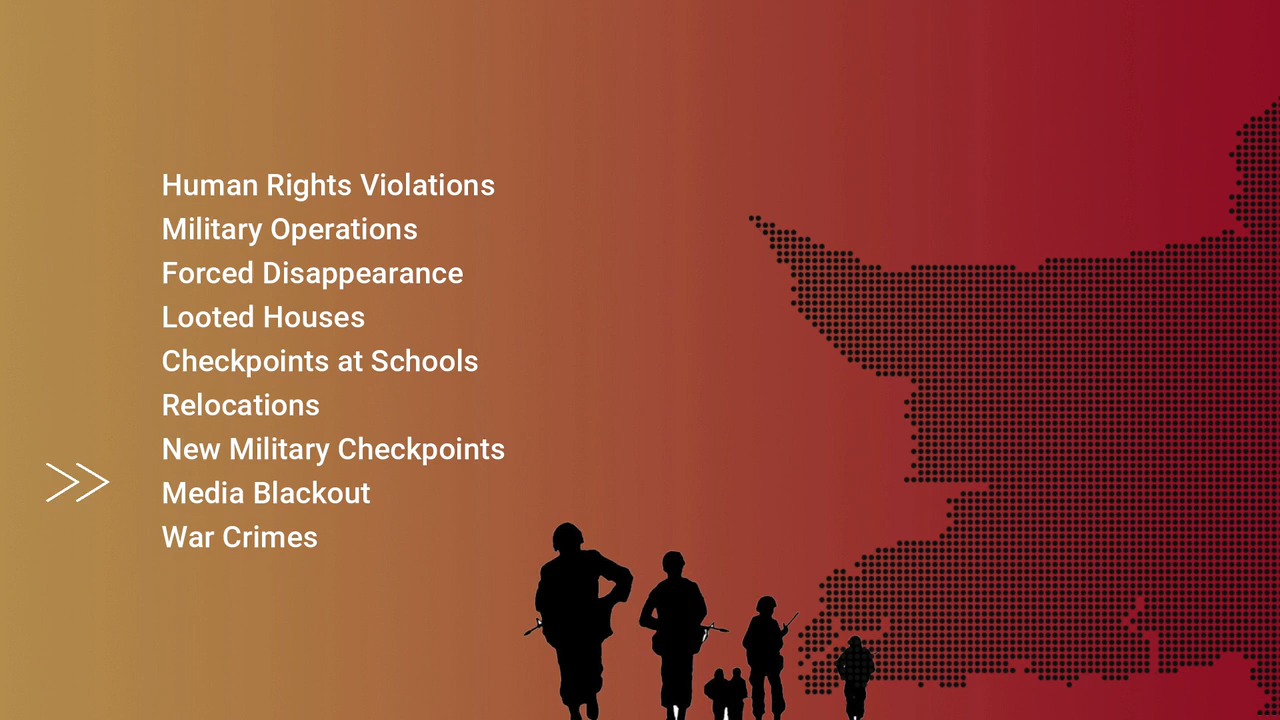 Human Rights Violations
Military Operations
Forced Disappearance
Looted Houses
Checkpoints at Schools
Relocations
New Military Checkpoints
Media Blackout
War Crimes